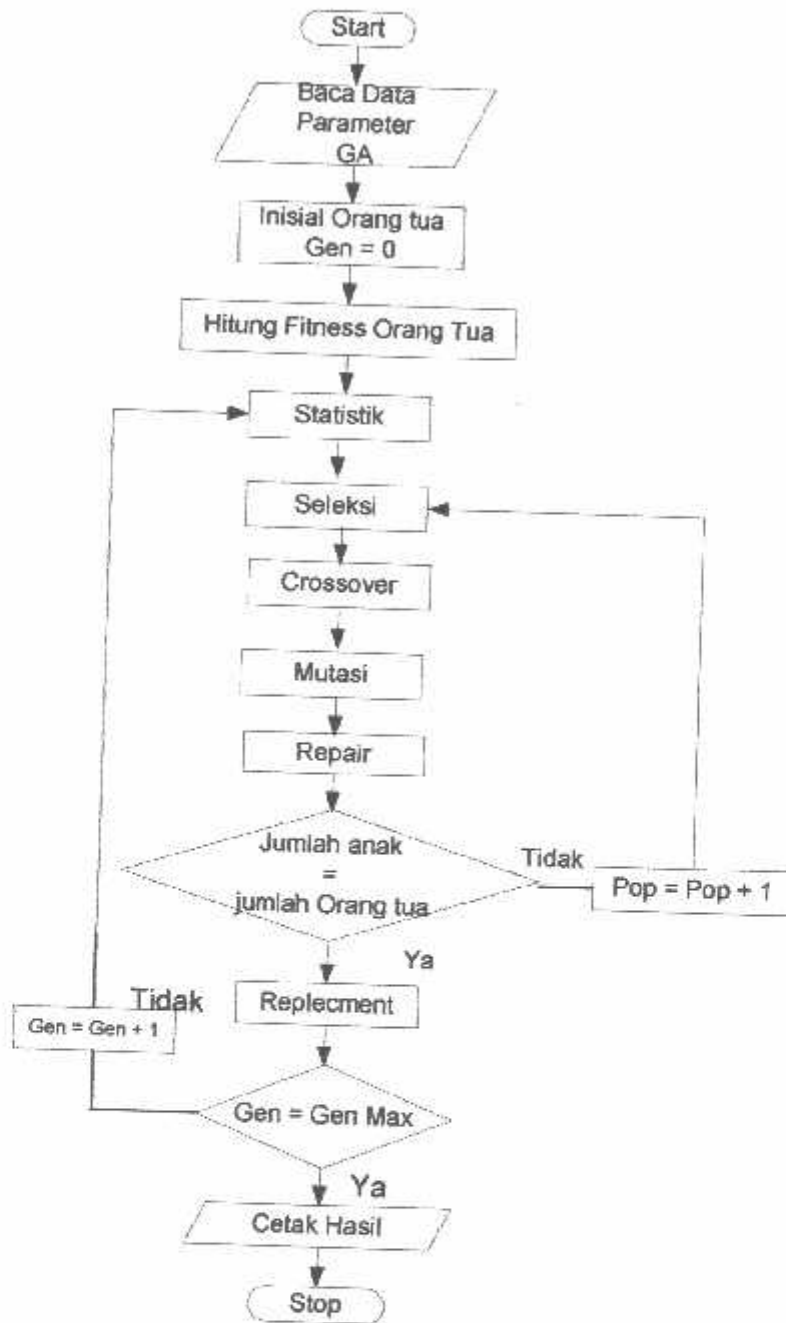 Start
Baca Data
Parameter
GA
Inisial Orang tua
Gen = 0
Hitung Fitness Orang Tua
Statistik
Seleksi
Crossover
Mutasi
Repair
Jumlah anak
=
jumlah Orang tua
Tidak
Pop = Pop + 1
Ya
Replecment
Tidak
Gen = Gen + 1
Gen = Gen Max
Ya
Cetak Hasil
Stop